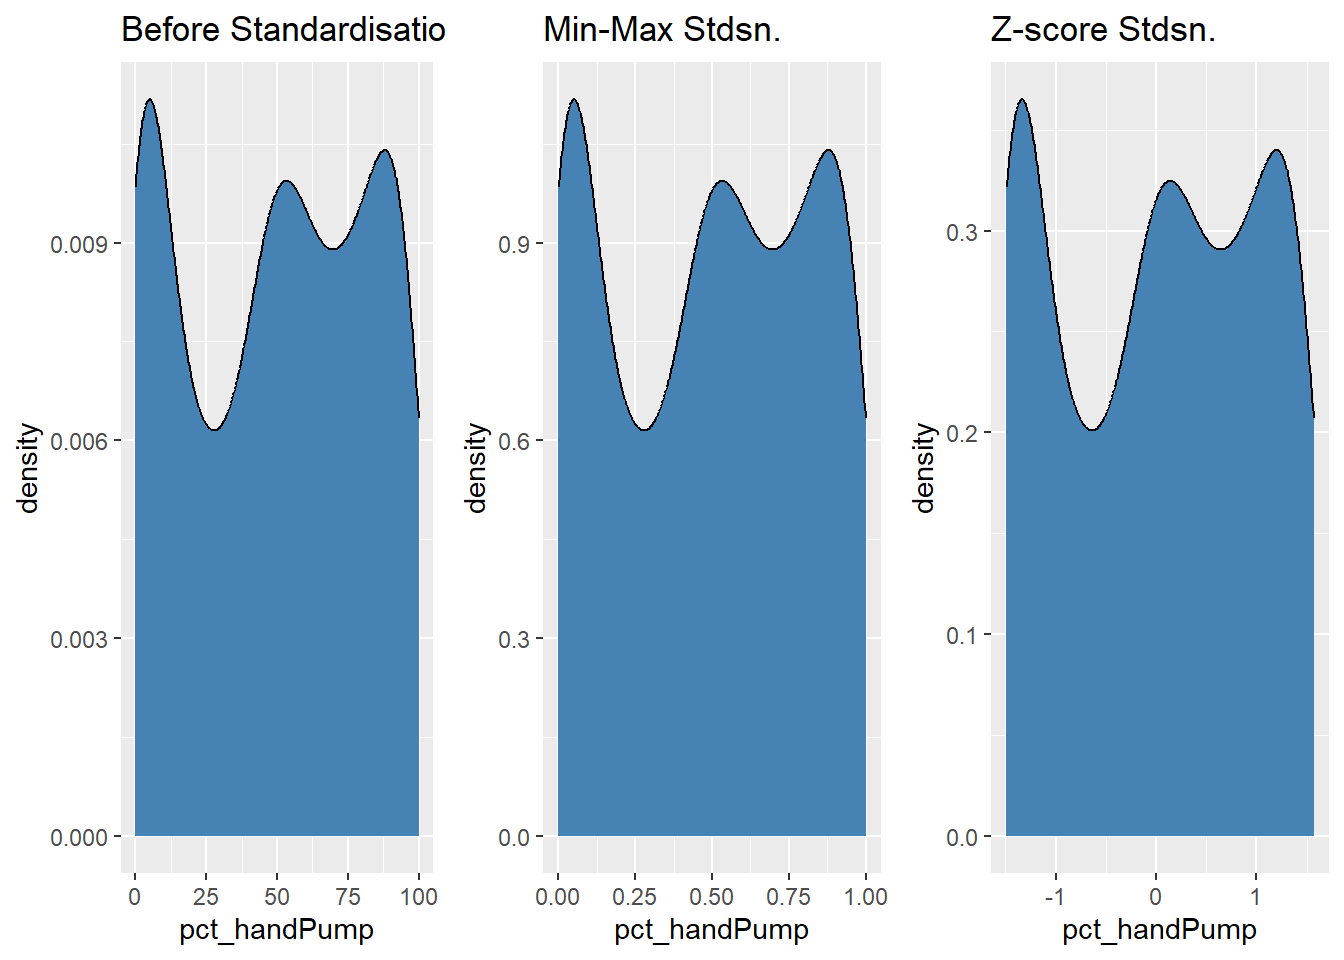 Before Standardisatio
density
0.009
0.006
0.003
0.000
0 25 50 75 100
pct_handPump
Min-Max Stdsn.
density
0.9
0.6
0.3
0.0
0.00 0.25 0.50 0.75 1.00
pct_handPump
Z-score Stdsn.
density
0.3
0.2
0.1
0.0
-1 0 1
pct_handPump